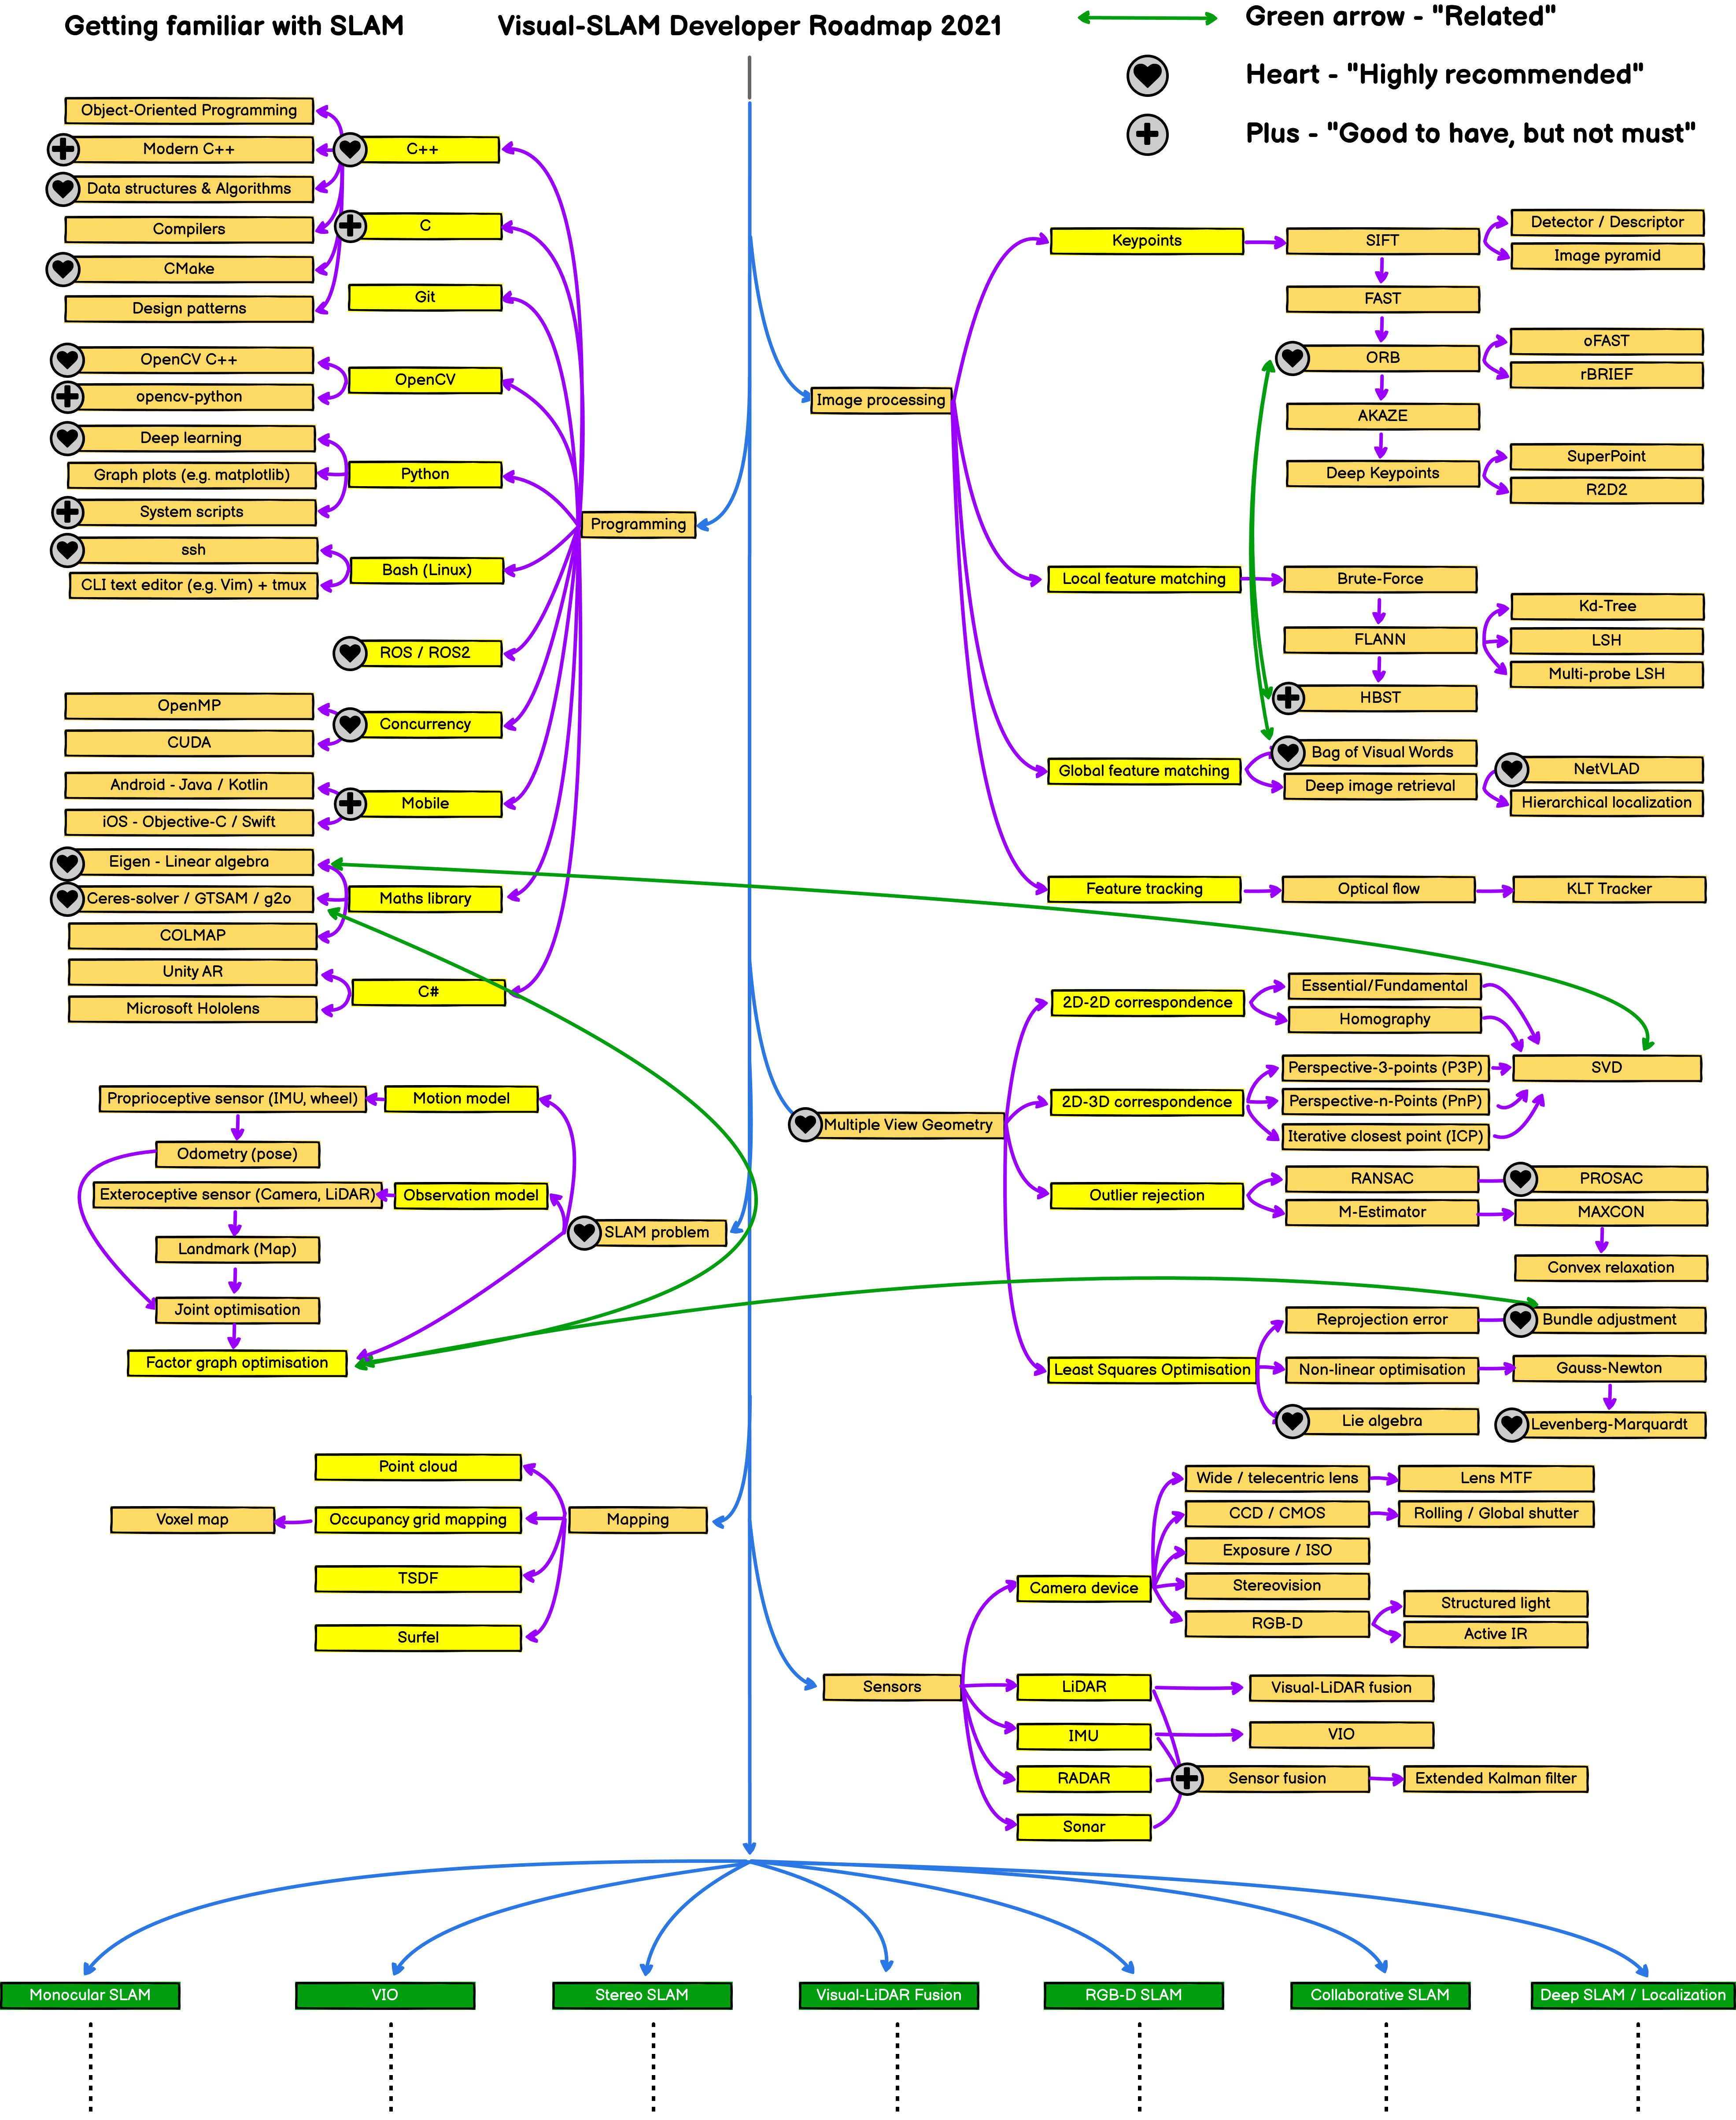 Getting familiar with SLAM
Visual-SLAM Developer Roadmap 2021
Green arrow - "Related"
Heart - "Highly recommended"
Plus - "Good to have, but not must"
Object-Oriented Programming
Modern C++
Data structures & Algorithms
Compilers
CMake
Design patterns
C++
C
Git
OpenCV C++
opencv-python
OpenCV
Deep learning
Graph plots (e.g. matplotlib)
System scripts
Python
ssh
CLI text editor (e.g. Vim) + tmux
Bash (Linux)
Programming
ROS / ROS2
OpenMP
CUDA
Concurrency
Android - Java / Kotlin
iOS - Objective-C / Swift
Mobile
Eigen - Linear algebra
Ceres-solver / GTSAM / g2o
COLMAP
Maths library
Unity AR
Microsoft Hololens
C#
Image processing
Keypoints
SIFT
Detector / Descriptor
Image pyramid
FAST
ORB
oFAST
rBRIEF
AKAZE
Deep Keypoints
SuperPoint
R2D2
Local feature matching
Brute-Force
FLANN
Kd-Tree
LSH
Multi-probe LSH
HBST
Global feature matching
Bag of Visual Words
Deep image retrieval
NetVLAD
Hierarchical localization
Feature tracking
Optical flow
KLT Tracker
Proprioceptive sensor (IMU, wheel)
Motion model
Odometry (pose)
Exteroceptive sensor (Camera, LiDAR)
Observation model
SLAM problem
Landmark (Map)
Joint optimisation
Factor graph optimisation
Multiple View Geometry
2D-2D correspondence
Essential/Fundamental
Homography
SVD
2D-3D correspondence
Perspective-3-points (P3P)
Perspective-n-Points (PnP)
Iterative closest point (ICP)
Outlier rejection
RANSAC
PROSAC
M-Estimator
MAXCON
Convex relaxation
Least Squares Optimisation
Reprojection error
Bundle adjustment
Non-linear optimisation
Gauss-Newton
Lie algebra
Levenberg-Marquardt
Point cloud
Voxel map
Occupancy grid mapping
Mapping
TSDF
Surfel
Sensors
Camera device
Wide / telecentric lens
Lens MTF
CCD / CMOS
Rolling / Global shutter
Exposure / ISO
Stereovision
RGB-D
Structured light
Active IR
LiDAR
Visual-LiDAR fusion
IMU
VIO
RADAR
Sensor fusion
Extended Kalman filter
Sonar
Monocular SLAM
VIO
Stereo SLAM
Visual-LiDAR Fusion
RGB-D SLAM
Collaborative SLAM
Deep SLAM / Localization